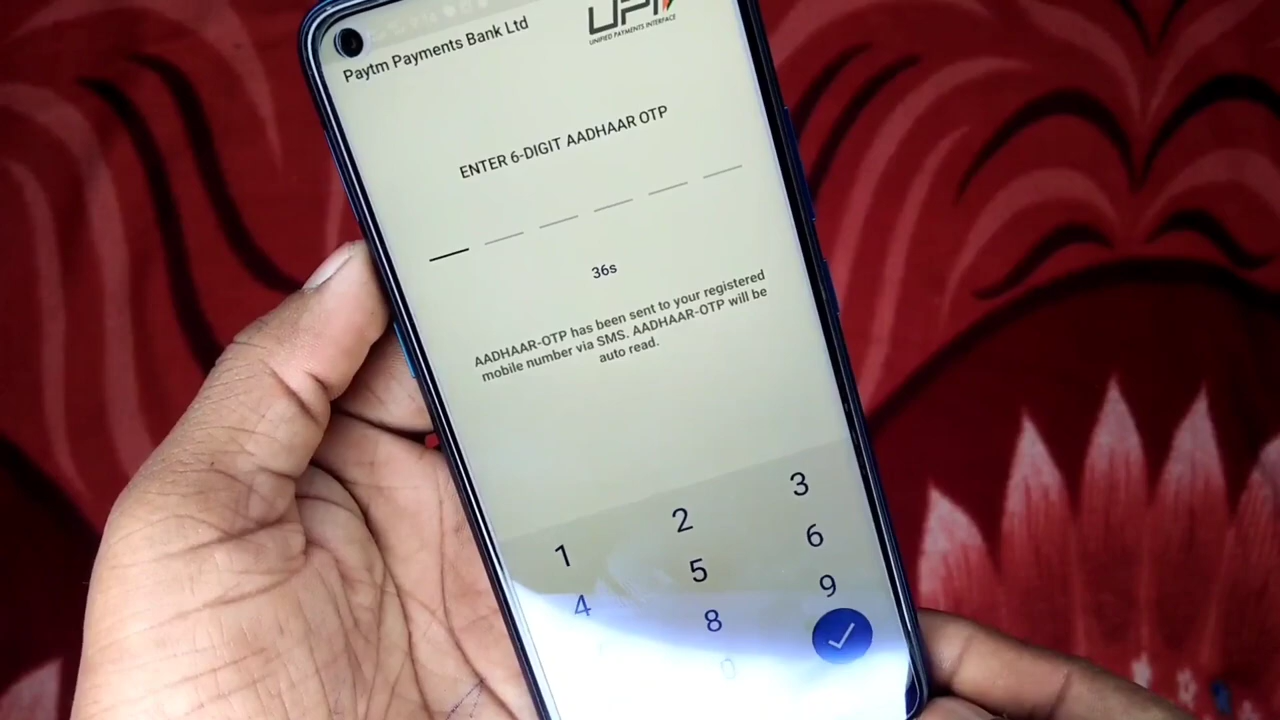 Paytm Payments Bank Ltd
UPI
UNIFIED PAYMENTS INTERFACE
ENTER 6-DIGIT AADHAAR OTP
36s
AADHAAR-OTP has been sent to your registered
mobile number via SMS. AADHAAR-OTP will be
auto read.
1 2 3
4 5 6
8 9
0